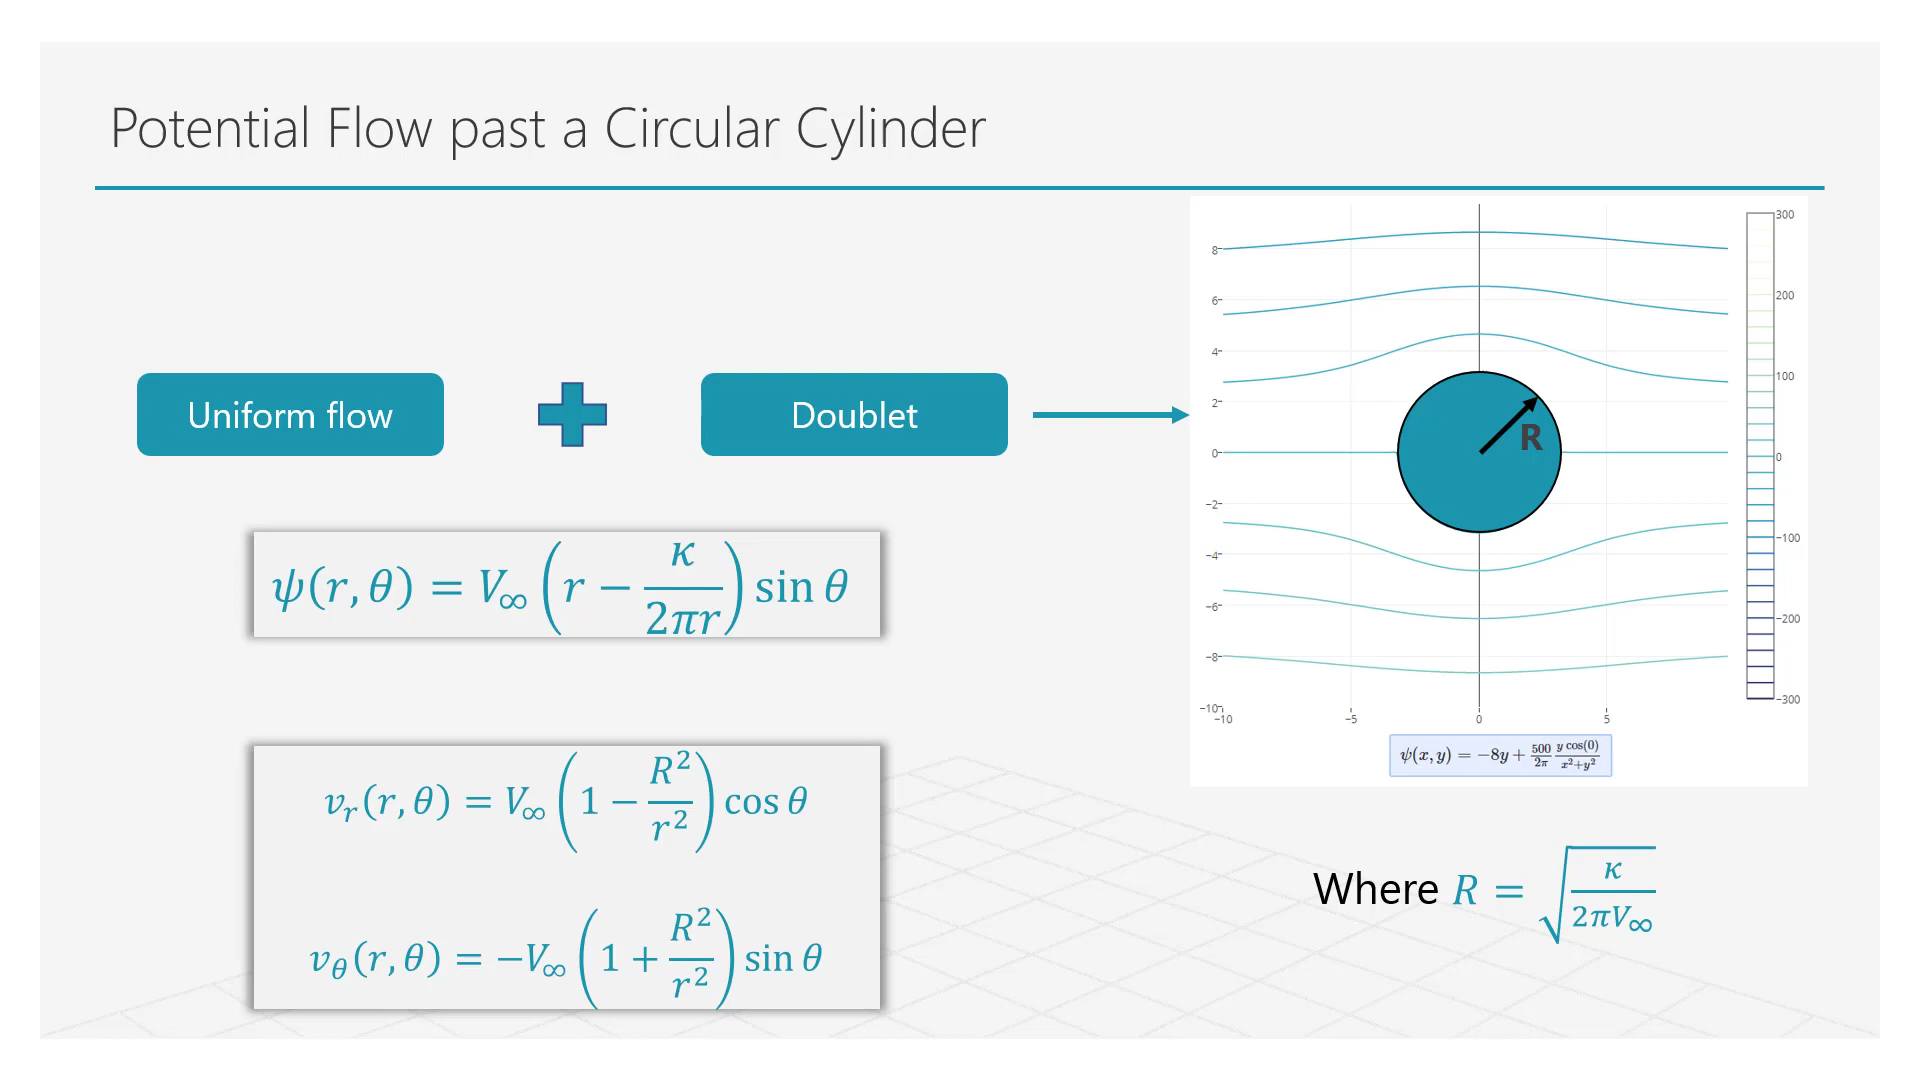 Potential Flow past a Circular Cylinder
Uniform flow
Doublet
ψ(r, θ) = V∞ (r − κ/2πr) sin θ
v_r(r, θ) = V∞ (1 − R²/r²) cos θ
v_θ(r, θ) = −V∞ (1 + R²/r²) sin θ
8
6
4
2
0
−2
−4
−6
−8
−10
−10 −5 0 5
R
300
200
100
0
−100
−200
−300
ψ(x, y) = −8y + 500/2π y cos(0)/x²+y²
Where R = √(κ/2πV∞)